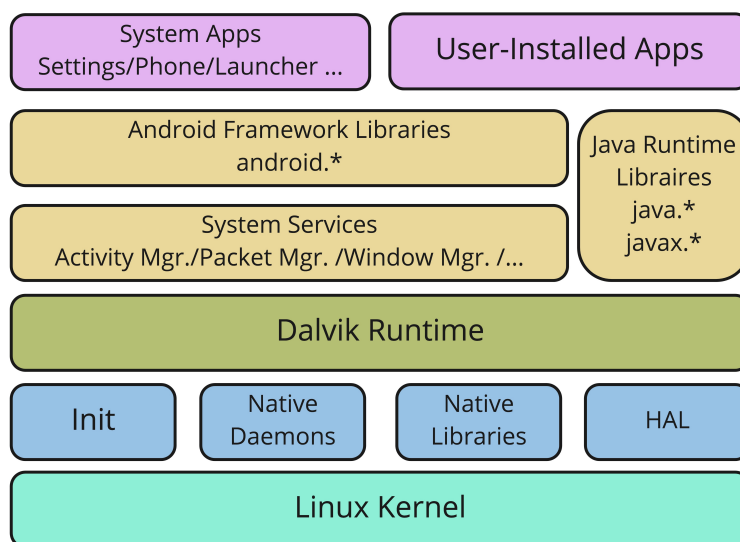 System Apps
Settings/Phone/Launcher ...
User-Installed Apps
Android Framework Libraries
android.*
Java Runtime
Libraires
java.*
javax.*
System Services
Activity Mgr./Packet Mgr. /Window Mgr. /...
Dalvik Runtime
Init
Native
Daemons
Native
Libraries
HAL
Linux Kernel